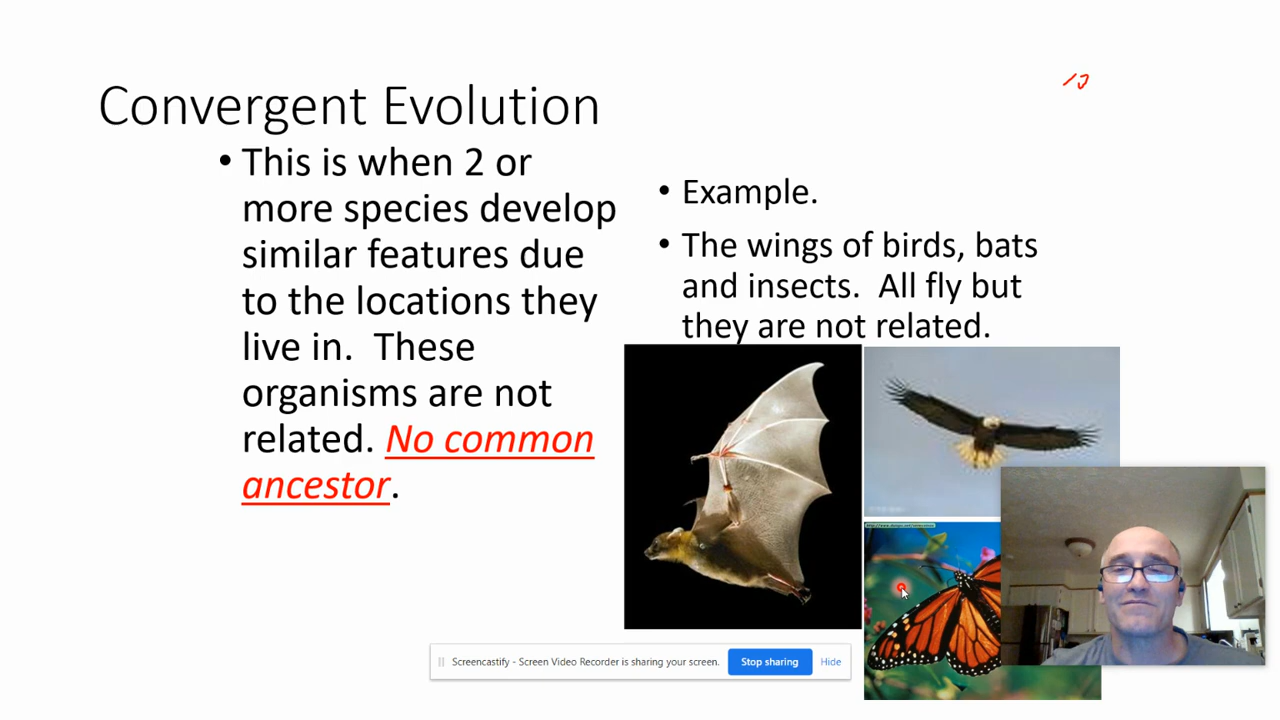 Convergent Evolution
• This is when 2 or
more species develop
similar features due
to the locations they
live in.  These
organisms are not
related. No common
ancestor.
• Example.
• The wings of birds, bats
and insects.  All fly but
they are not related.
Screencastify - Screen Video Recorder is sharing your screen.
Stop sharing
Hide